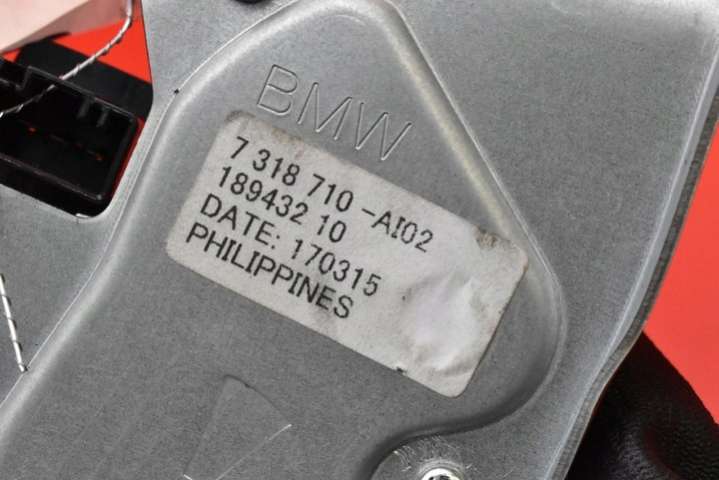 BMW
7 318 710-AI02
189432 10
DATE: 170315
PHILIPPINES